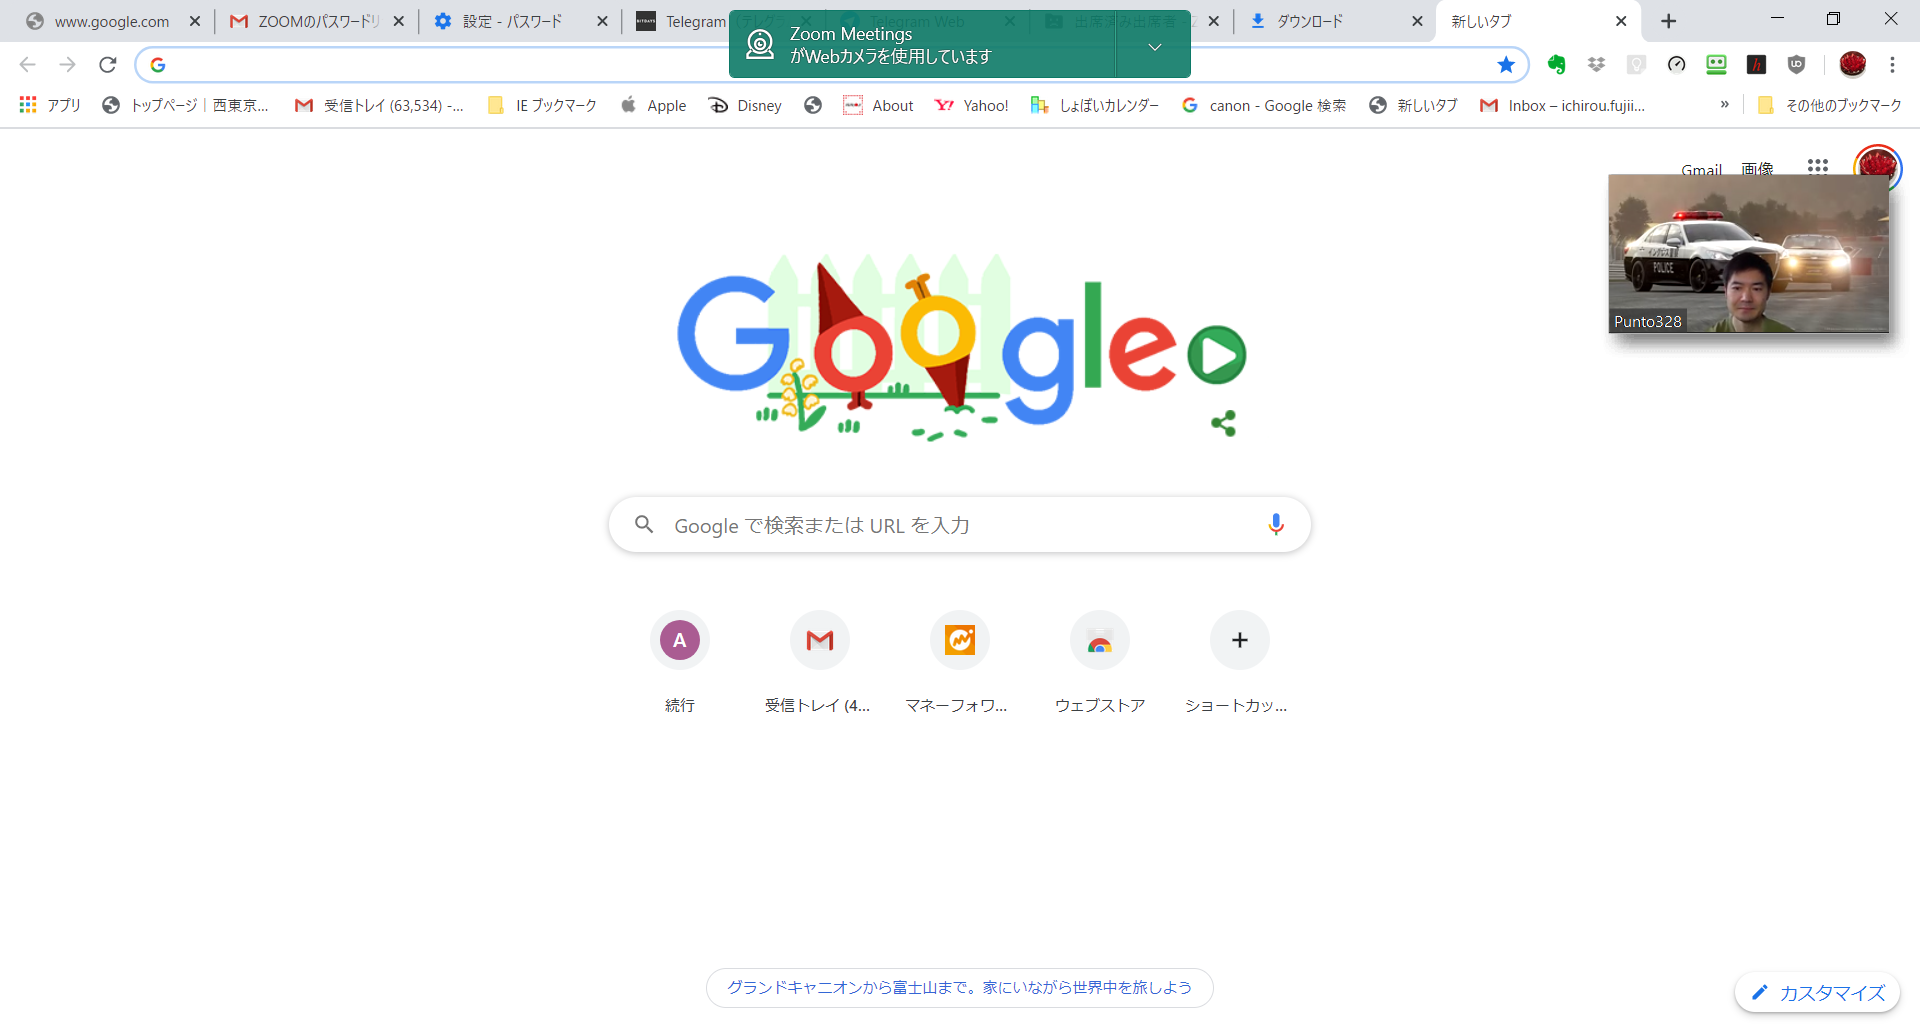 www.google.com
ZOOMのパスワードリ
設定 - パスワード
Telegram
Telegram Web
出席済み出席者 - Z
ダウンロード
新しいタブ
Zoom Meetings
がWebカメラを使用しています
アプリ
トップページ | 西東京...
受信トレイ (63,534) -...
IE ブックマーク
Apple
Disney
About
Yahoo!
しょぼいカレンダー
canon - Google 検索
新しいタブ
Inbox – ichirou.fujii...
»
その他のブックマーク
Gmail
画像
POLICE
Punto328
Google
Google で検索または URL を入力
A
続行
受信トレイ (4...
マネーフォワ...
ウェブストア
ショートカッ...
グランドキャニオンから富士山まで。家にいながら世界中を旅しよう
カスタマイズ